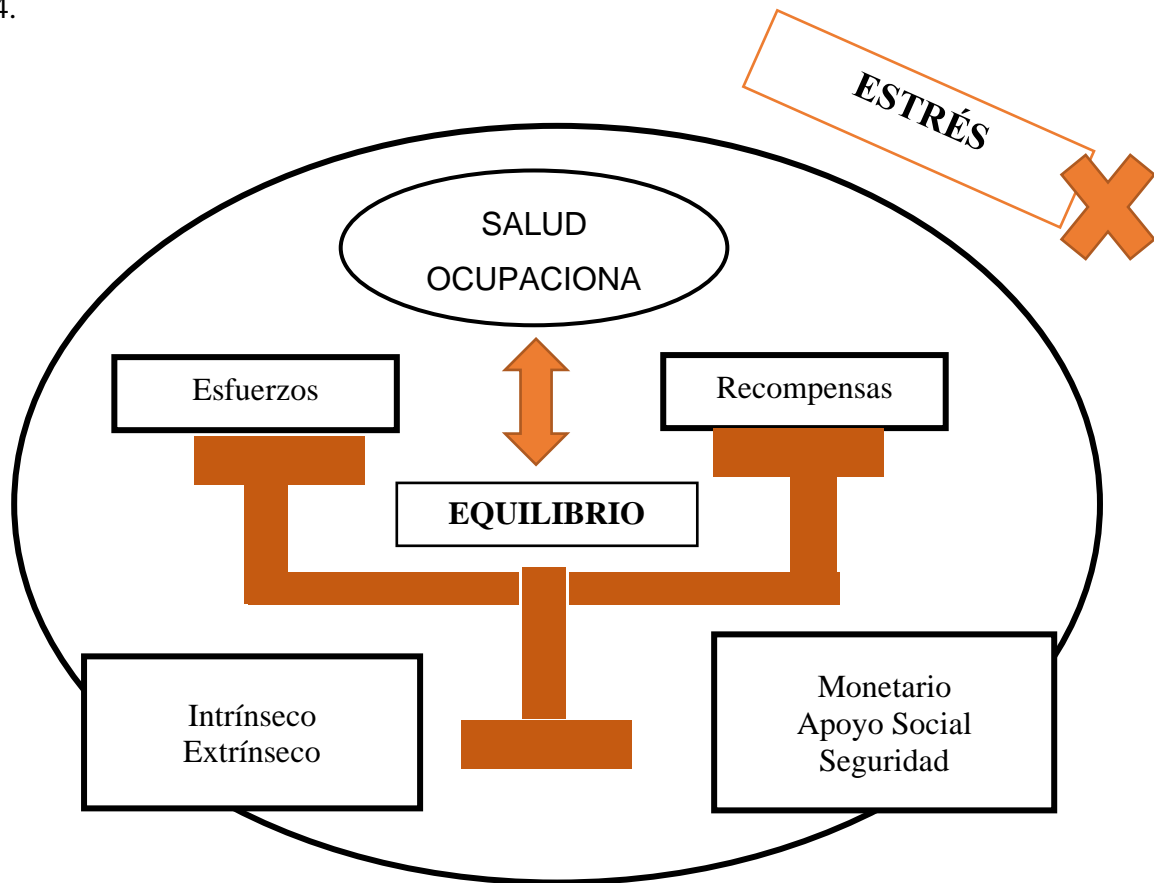 4.
ESTRÉS
SALUD
OCUPACIONA
Esfuerzos
Recompensas
EQUILIBRIO
Intrínseco
Extrínseco
Monetario
Apoyo Social
Seguridad